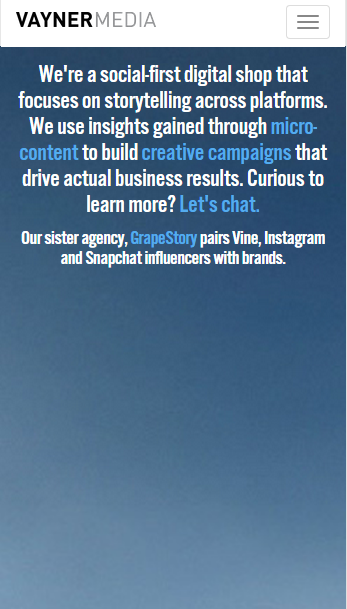 VAYNERMEDIA
We're a social-first digital shop that
focuses on storytelling across platforms.
We use insights gained through micro-
content to build creative campaigns that
drive actual business results. Curious to
learn more? Let's chat.
Our sister agency, GrapeStory pairs Vine, Instagram
and Snapchat influencers with brands.